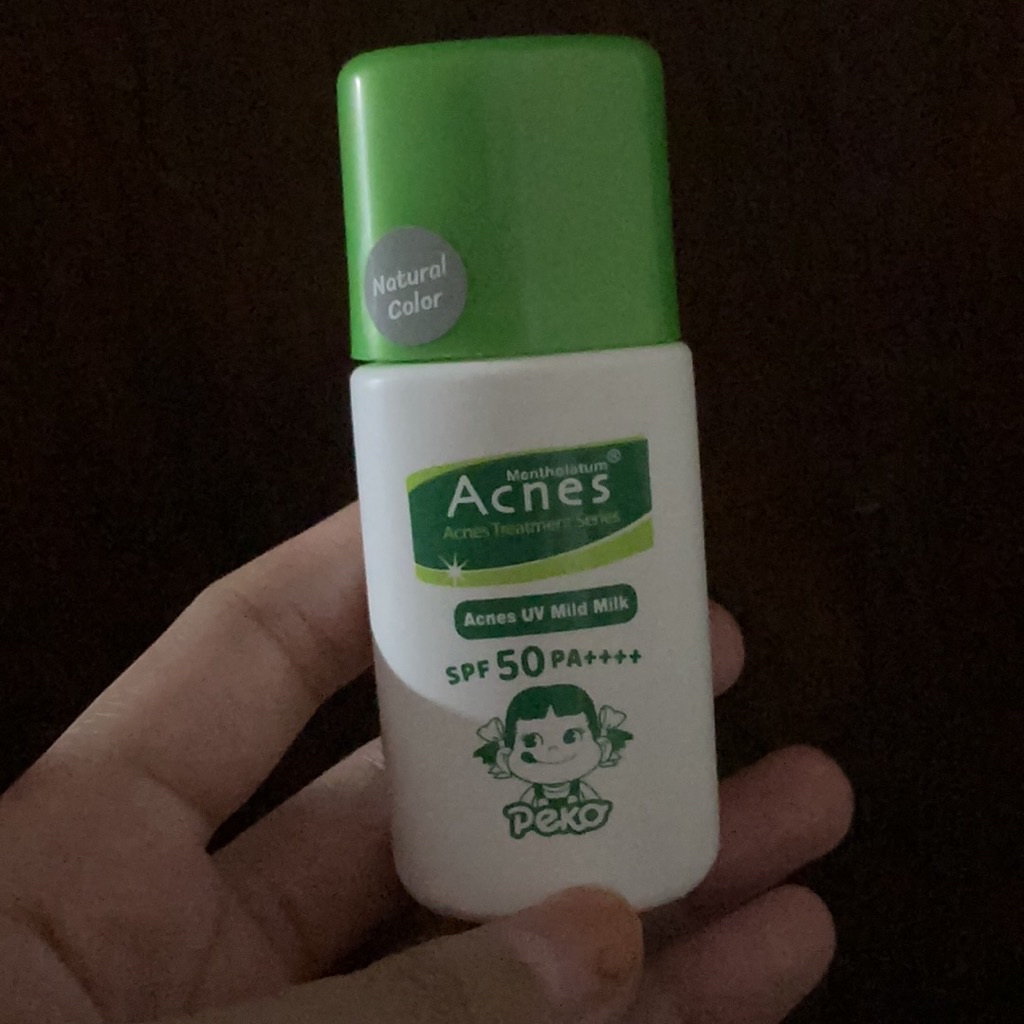 Natural
Color
Mentholatum®
Acnes
Acnes Treatment Series
Acnes UV Mild Milk
SPF 50 PA++++
Peko